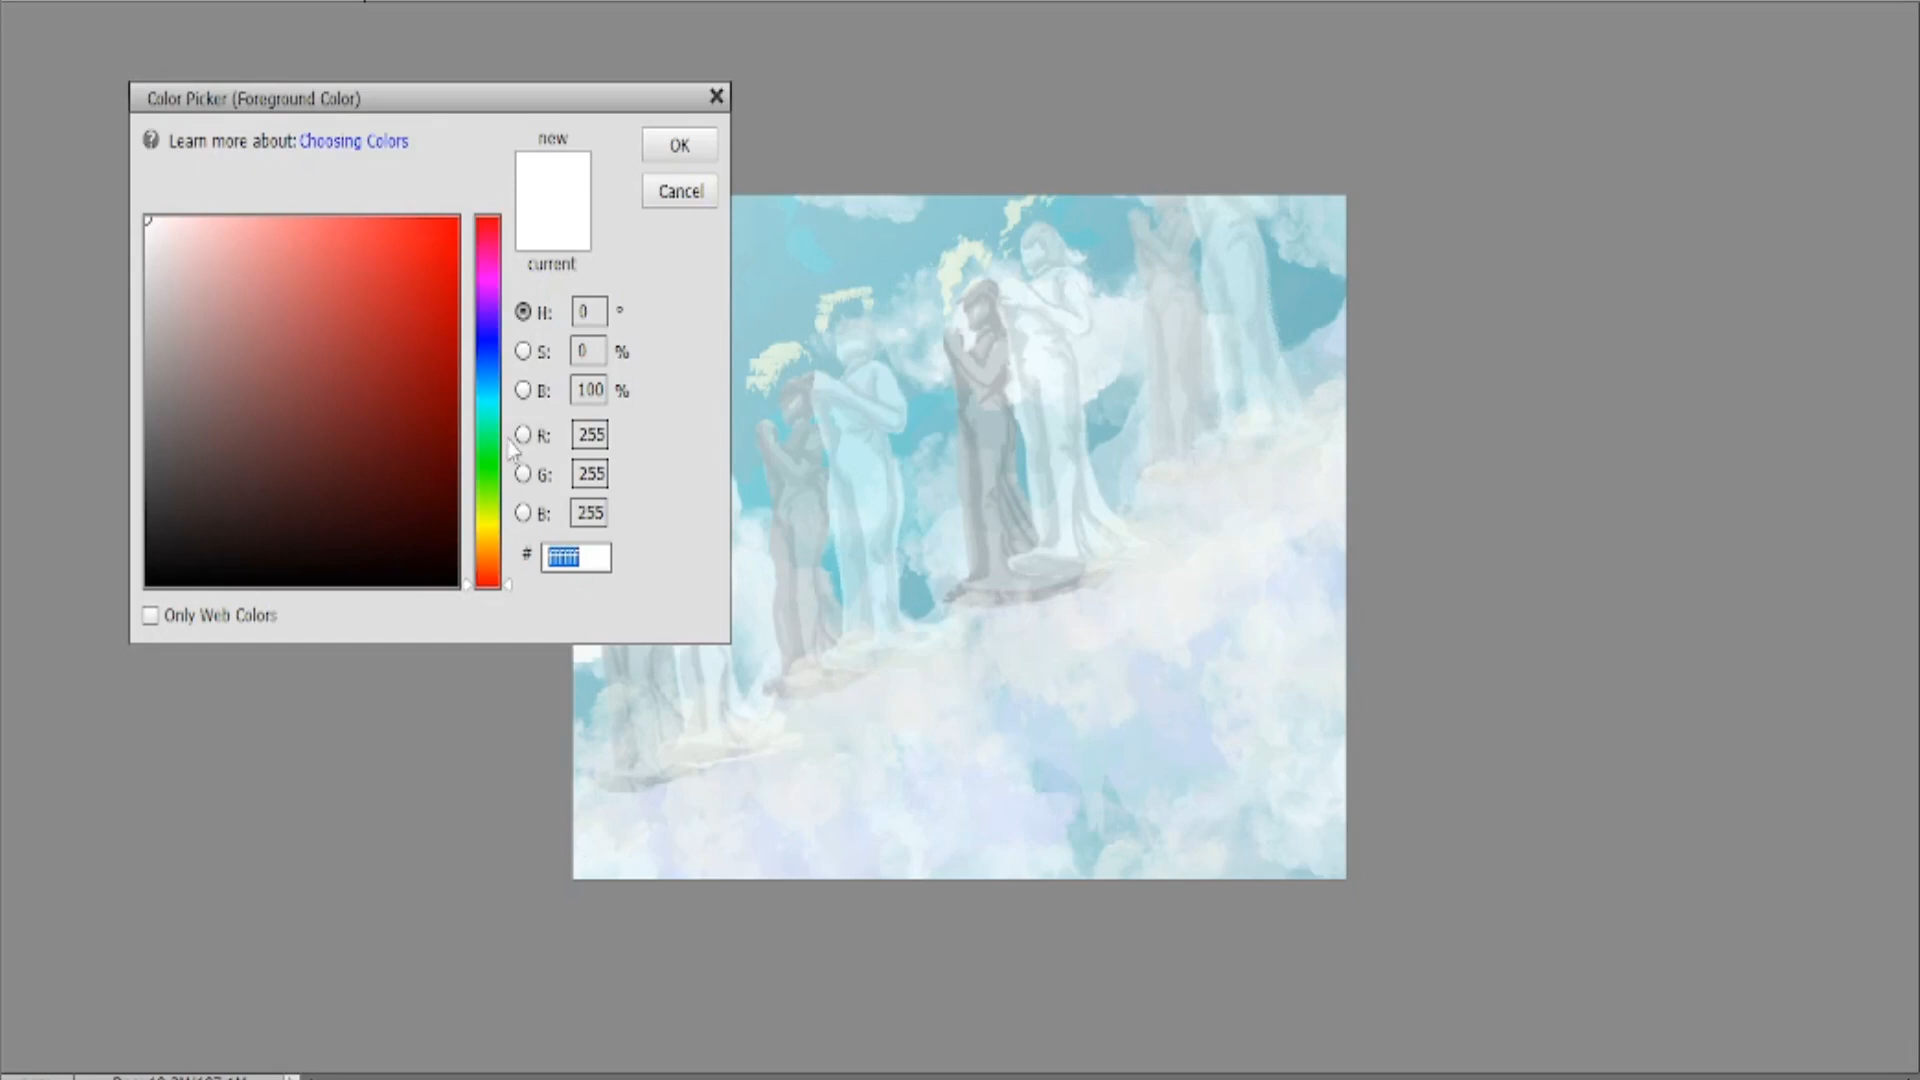 Color Picker (Foreground Color)
Learn more about: Choosing Colors
new
OK
Cancel
current
H: 0 °
S: 0 %
B: 100 %
R: 255
G: 255
B: 255
# ffffff
Only Web Colors